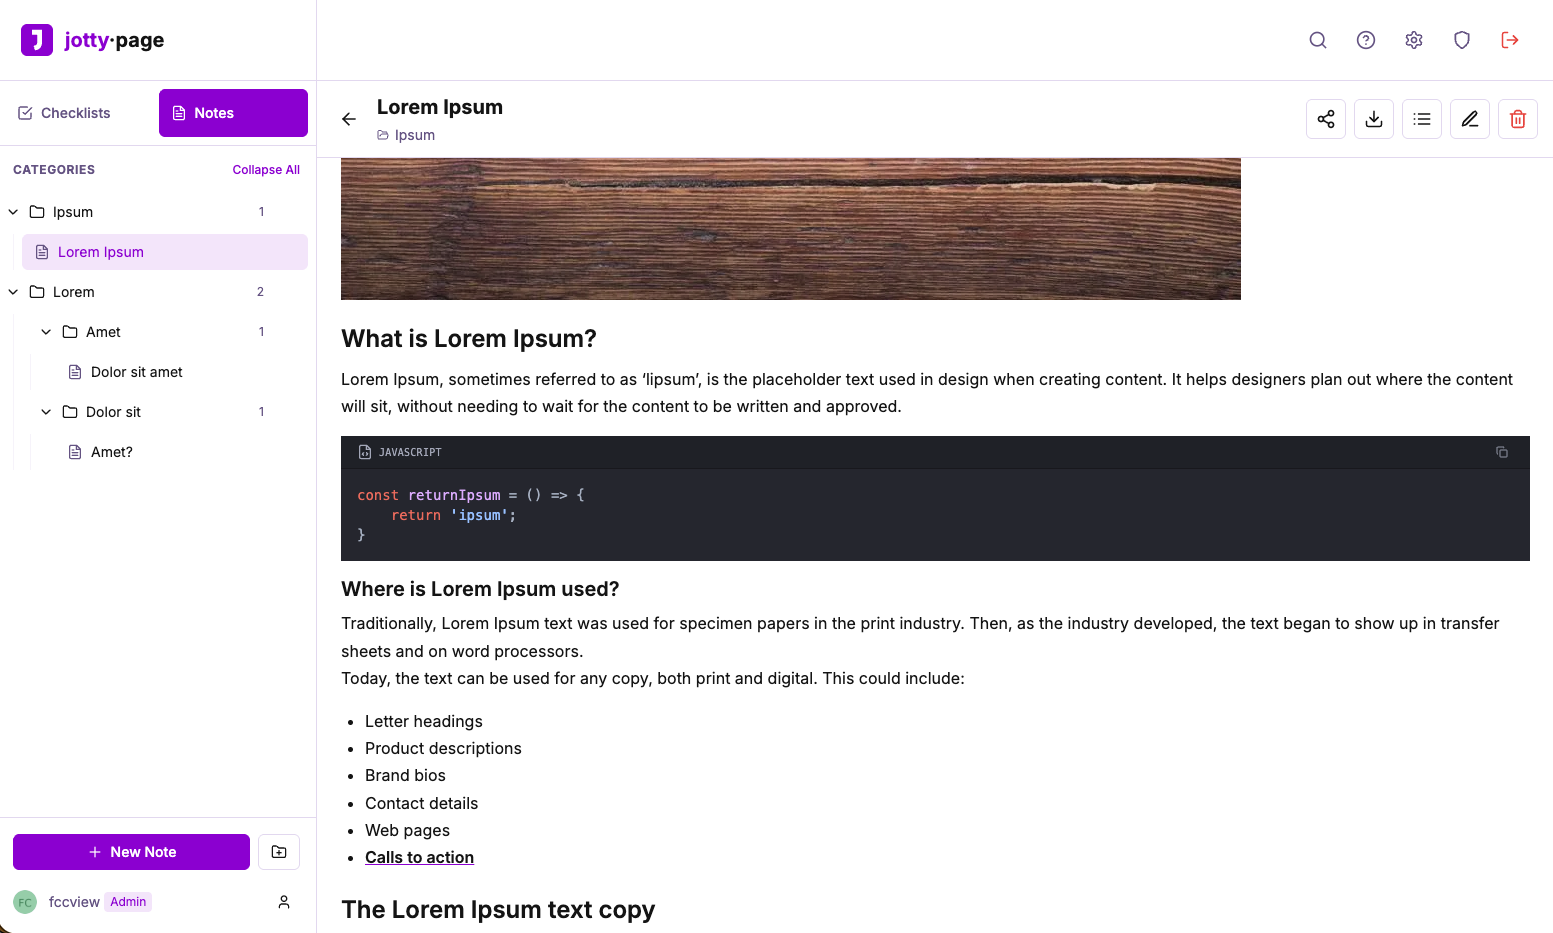 jotty·page
Checklists
Notes
CATEGORIES
Collapse All
Ipsum
1
Lorem Ipsum
Lorem
2
Amet
1
Dolor sit amet
Dolor sit
1
Amet?
New Note
FC
fccview
Admin
Lorem Ipsum
Ipsum
What is Lorem Ipsum?
Lorem Ipsum, sometimes referred to as ‘lipsum’, is the placeholder text used in design when creating content. It helps designers plan out where the content
will sit, without needing to wait for the content to be written and approved.
JAVASCRIPT
const returnIpsum = () => {
    return 'ipsum';
}
Where is Lorem Ipsum used?
Traditionally, Lorem Ipsum text was used for specimen papers in the print industry. Then, as the industry developed, the text began to show up in transfer
sheets and on word processors.
Today, the text can be used for any copy, both print and digital. This could include:
• Letter headings
• Product descriptions
• Brand bios
• Contact details
• Web pages
• Calls to action
The Lorem Ipsum text copy